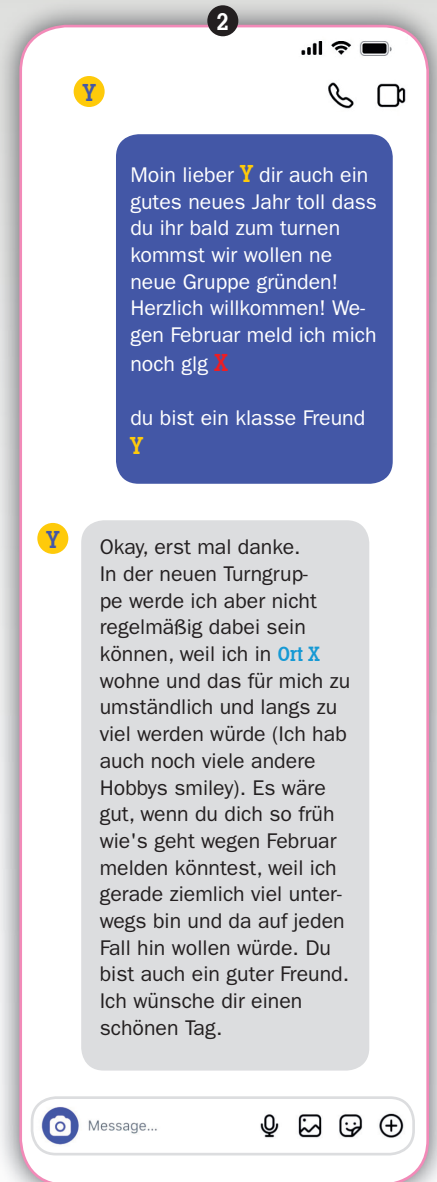 2
Y
Moin lieber Y dir auch ein
gutes neues Jahr toll dass
du ihr bald zum turnen
kommst wir wollen ne
neue Gruppe gründen!
Herzlich willkommen! We-
gen Februar meld ich mich
noch glg X
du bist ein klasse Freund
Y
Y
Okay, erst mal danke.
In der neuen Turngrup-
pe werde ich aber nicht
regelmäßig dabei sein
können, weil ich in Ort X
wohne und das für mich zu
umständlich und langs zu
viel werden würde (Ich hab
auch noch viele andere
Hobbys smiley). Es wäre
gut, wenn du dich so früh
wie's geht wegen Februar
melden könntest, weil ich
gerade ziemlich viel unter-
wegs bin und da auf jeden
Fall hin wollen würde. Du
bist auch ein guter Freund.
Ich wünsche dir einen
schönen Tag.
Message...